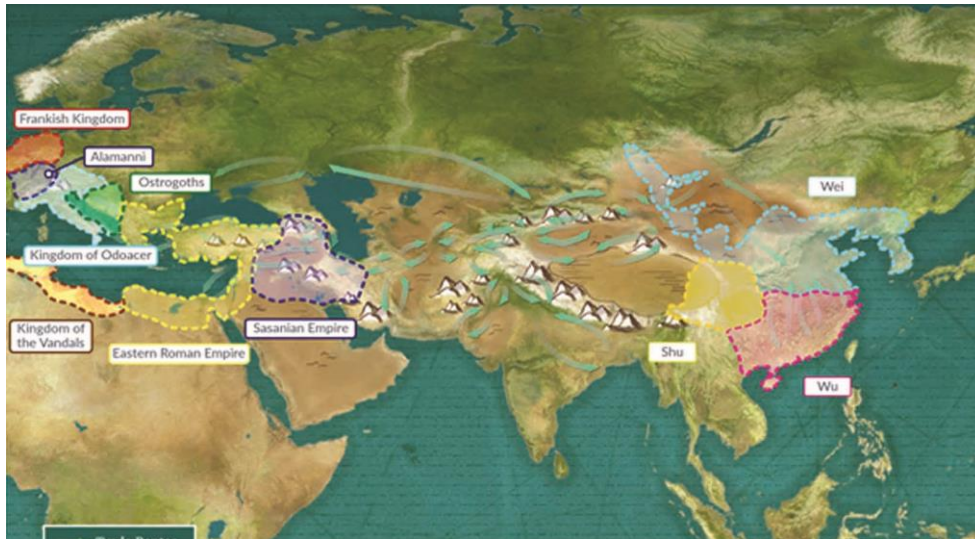 Frankish Kingdom
Alamanni
Ostrogoths
Wei
Kingdom of Odoacer
Kingdom of
the Vandals
Sasanian Empire
Eastern Roman Empire
Shu
Wu